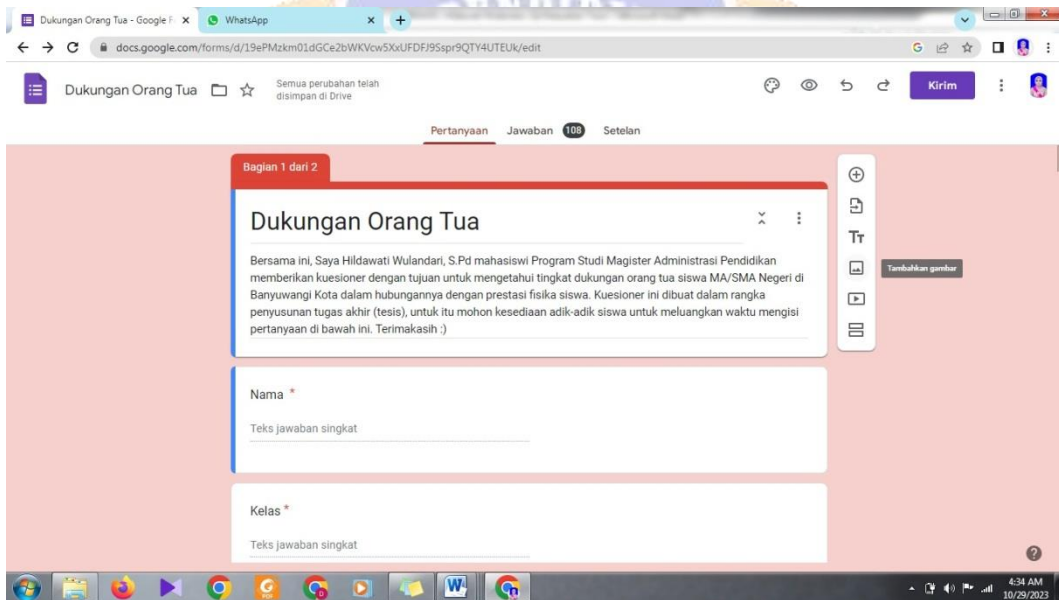 Dukungan Orang Tua - Google F
WhatsApp
docs.google.com/forms/d/19ePMzkm01dGCe2bWKVcw5XxUFDFJ9Sspr9QTY4UTEUk/edit
Dukungan Orang Tua
Semua perubahan telah
disimpan di Drive
Kirim
Pertanyaan Jawaban 108 Setelan
Bagian 1 dari 2
Dukungan Orang Tua
Bersama ini, Saya Hildawati Wulandari, S.Pd mahasiswi Program Studi Magister Administrasi Pendidikan
memberikan kuesioner dengan tujuan untuk mengetahui tingkat dukungan orang tua siswa MA/SMA Negeri di
Banyuwangi Kota dalam hubungannya dengan prestasi fisika siswa. Kuesioner ini dibuat dalam rangka
penyusunan tugas akhir (tesis), untuk itu mohon kesediaan adik-adik siswa untuk meluangkan waktu mengisi
pertanyaan di bawah ini. Terimakasih :)
Tambahkan gambar
Nama *
Teks jawaban singkat
Kelas *
Teks jawaban singkat
4:34 AM
10/29/2023